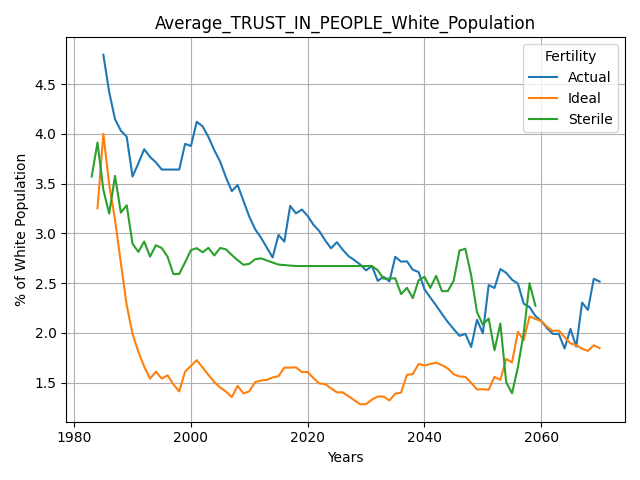 Average_TRUST_IN_PEOPLE_White_Population
Fertility
Actual
Ideal
Sterile
% of White Population
4.5
4.0
3.5
3.0
2.5
2.0
1.5
1980
2000
2020
2040
2060
Years